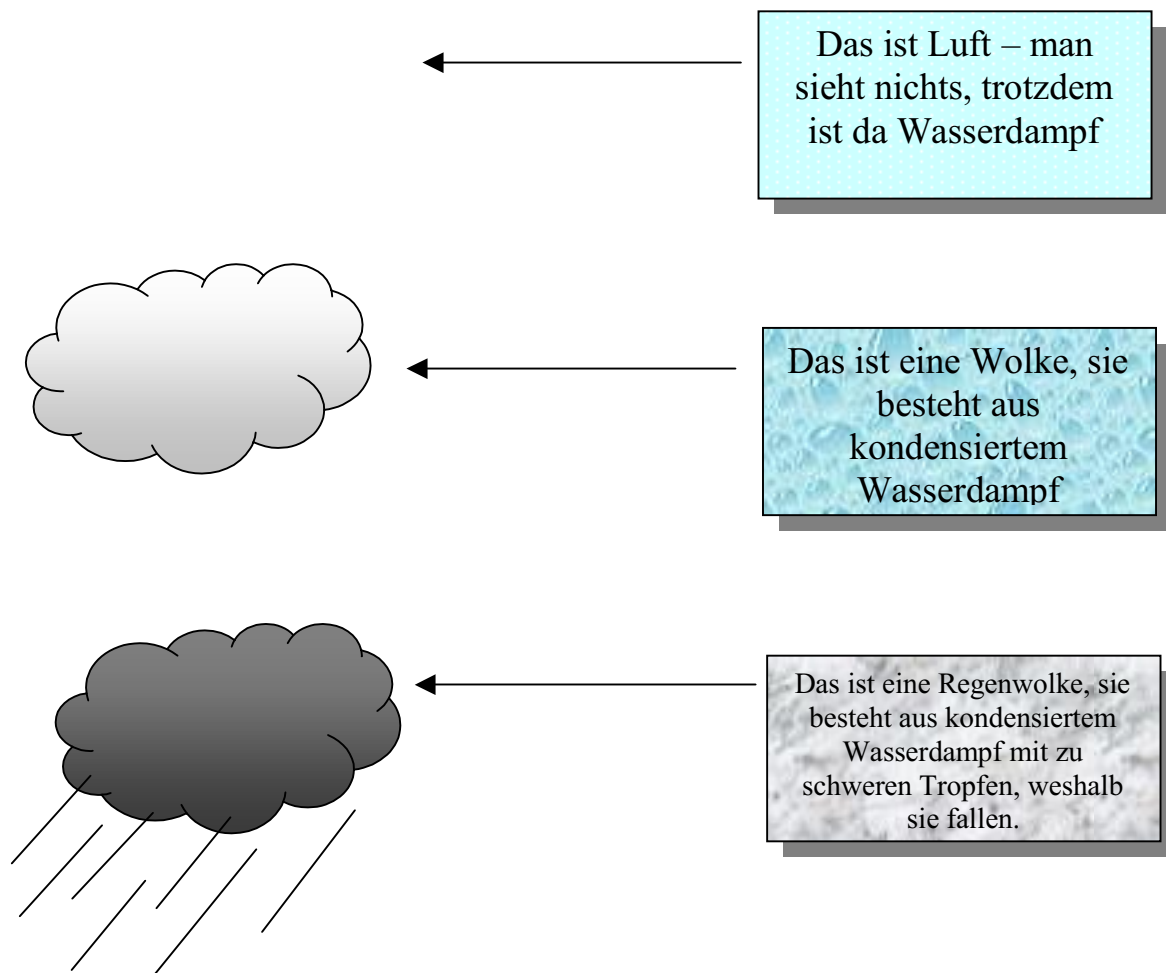 Das ist Luft – man
sieht nichts, trotzdem
ist da Wasserdampf
Das ist eine Wolke, sie
besteht aus
kondensiertem
Wasserdampf
Das ist eine Regenwolke, sie
besteht aus kondensiertem
Wasserdampf mit zu
schweren Tropfen, weshalb
sie fallen.